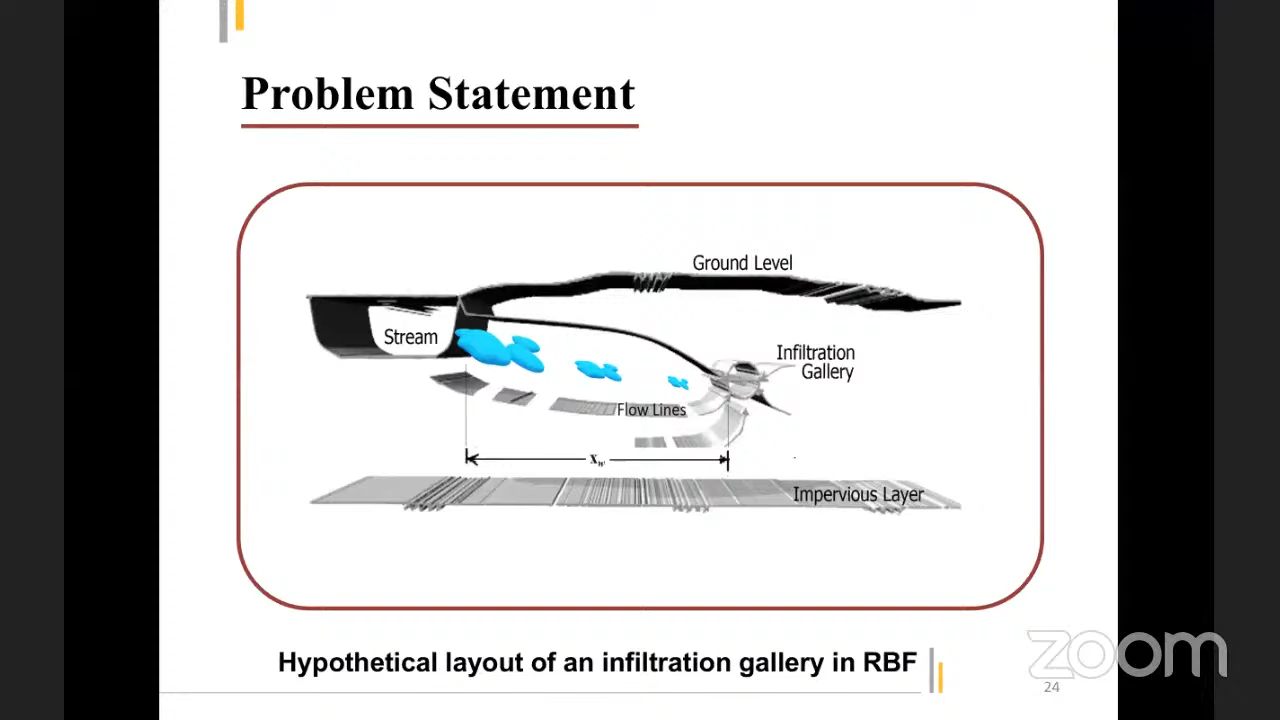 Problem Statement
Ground Level
Stream
Infiltration
Gallery
Flow Lines
xw
Impervious Layer
Hypothetical layout of an infiltration gallery in RBF
zoom
24